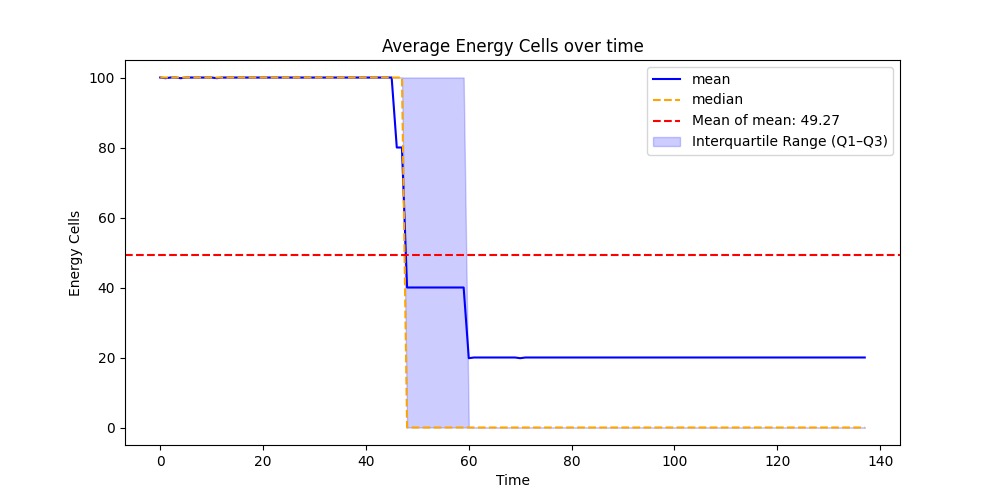 Average Energy Cells over time
mean
median
Mean of mean: 49.27
Interquartile Range (Q1–Q3)
Energy Cells
100
80
60
40
20
0
0 20 40 60 80 100 120 140
Time